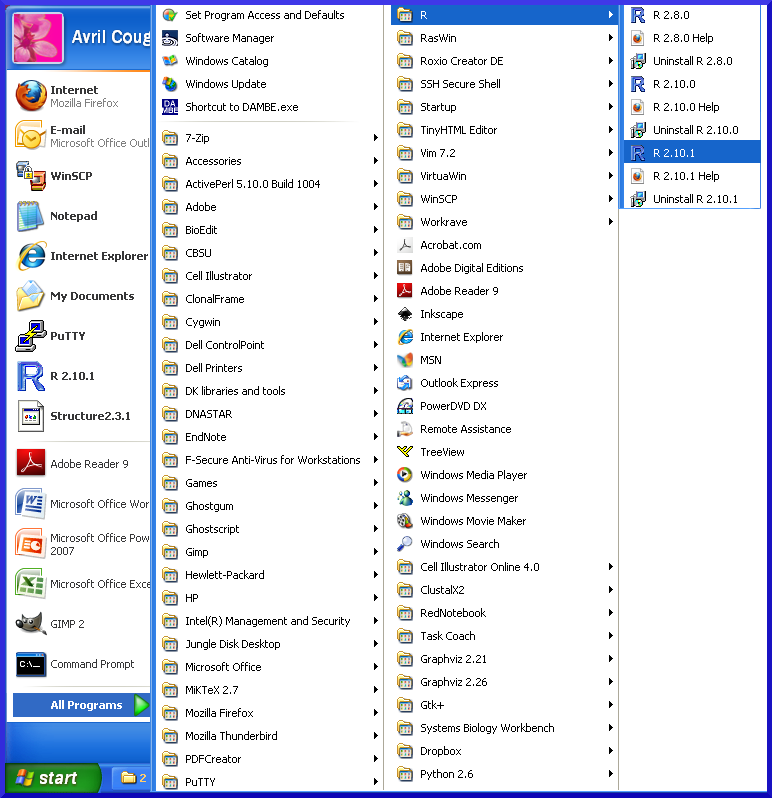 Avril Coug
Internet
Mozilla Firefox
E-mail
Microsoft Office Outl
WinSCP
Notepad
Internet Explorer
My Documents
PuTTY
R 2.10.1
Structure2.3.1
Adobe Reader 9
Microsoft Office Wor
Microsoft Office Pow
2007
Microsoft Office Exce
GIMP 2
Command Prompt
All Programs
start
2
Set Program Access and Defaults
Software Manager
Windows Catalog
Windows Update
Shortcut to DAMBE.exe
7-Zip
Accessories
ActivePerl 5.10.0 Build 1004
Adobe
BioEdit
CBSU
Cell Illustrator
ClonalFrame
Cygwin
Dell ControlPoint
Dell Printers
DK libraries and tools
DNASTAR
EndNote
F-Secure Anti-Virus for Workstations
Games
Ghostgum
Ghostscript
Gimp
Hewlett-Packard
HP
Intel(R) Management and Security
Jungle Disk Desktop
Microsoft Office
MiKTeX 2.7
Mozilla Firefox
Mozilla Thunderbird
PDFCreator
PuTTY
R
RasWin
Roxio Creator DE
SSH Secure Shell
Startup
TinyHTML Editor
Vim 7.2
VirtuaWin
WinSCP
Workrave
Acrobat.com
Adobe Digital Editions
Adobe Reader 9
Inkscape
Internet Explorer
MSN
Outlook Express
PowerDVD DX
Remote Assistance
TreeView
Windows Media Player
Windows Messenger
Windows Movie Maker
Windows Search
Cell Illustrator Online 4.0
ClustalX2
RedNotebook
Task Coach
Graphviz 2.21
Graphviz 2.26
Gtk+
Systems Biology Workbench
Dropbox
Python 2.6
R 2.8.0
R 2.8.0 Help
Uninstall R 2.8.0
R 2.10.0
R 2.10.0 Help
Uninstall R 2.10.0
R 2.10.1
R 2.10.1 Help
Uninstall R 2.10.1